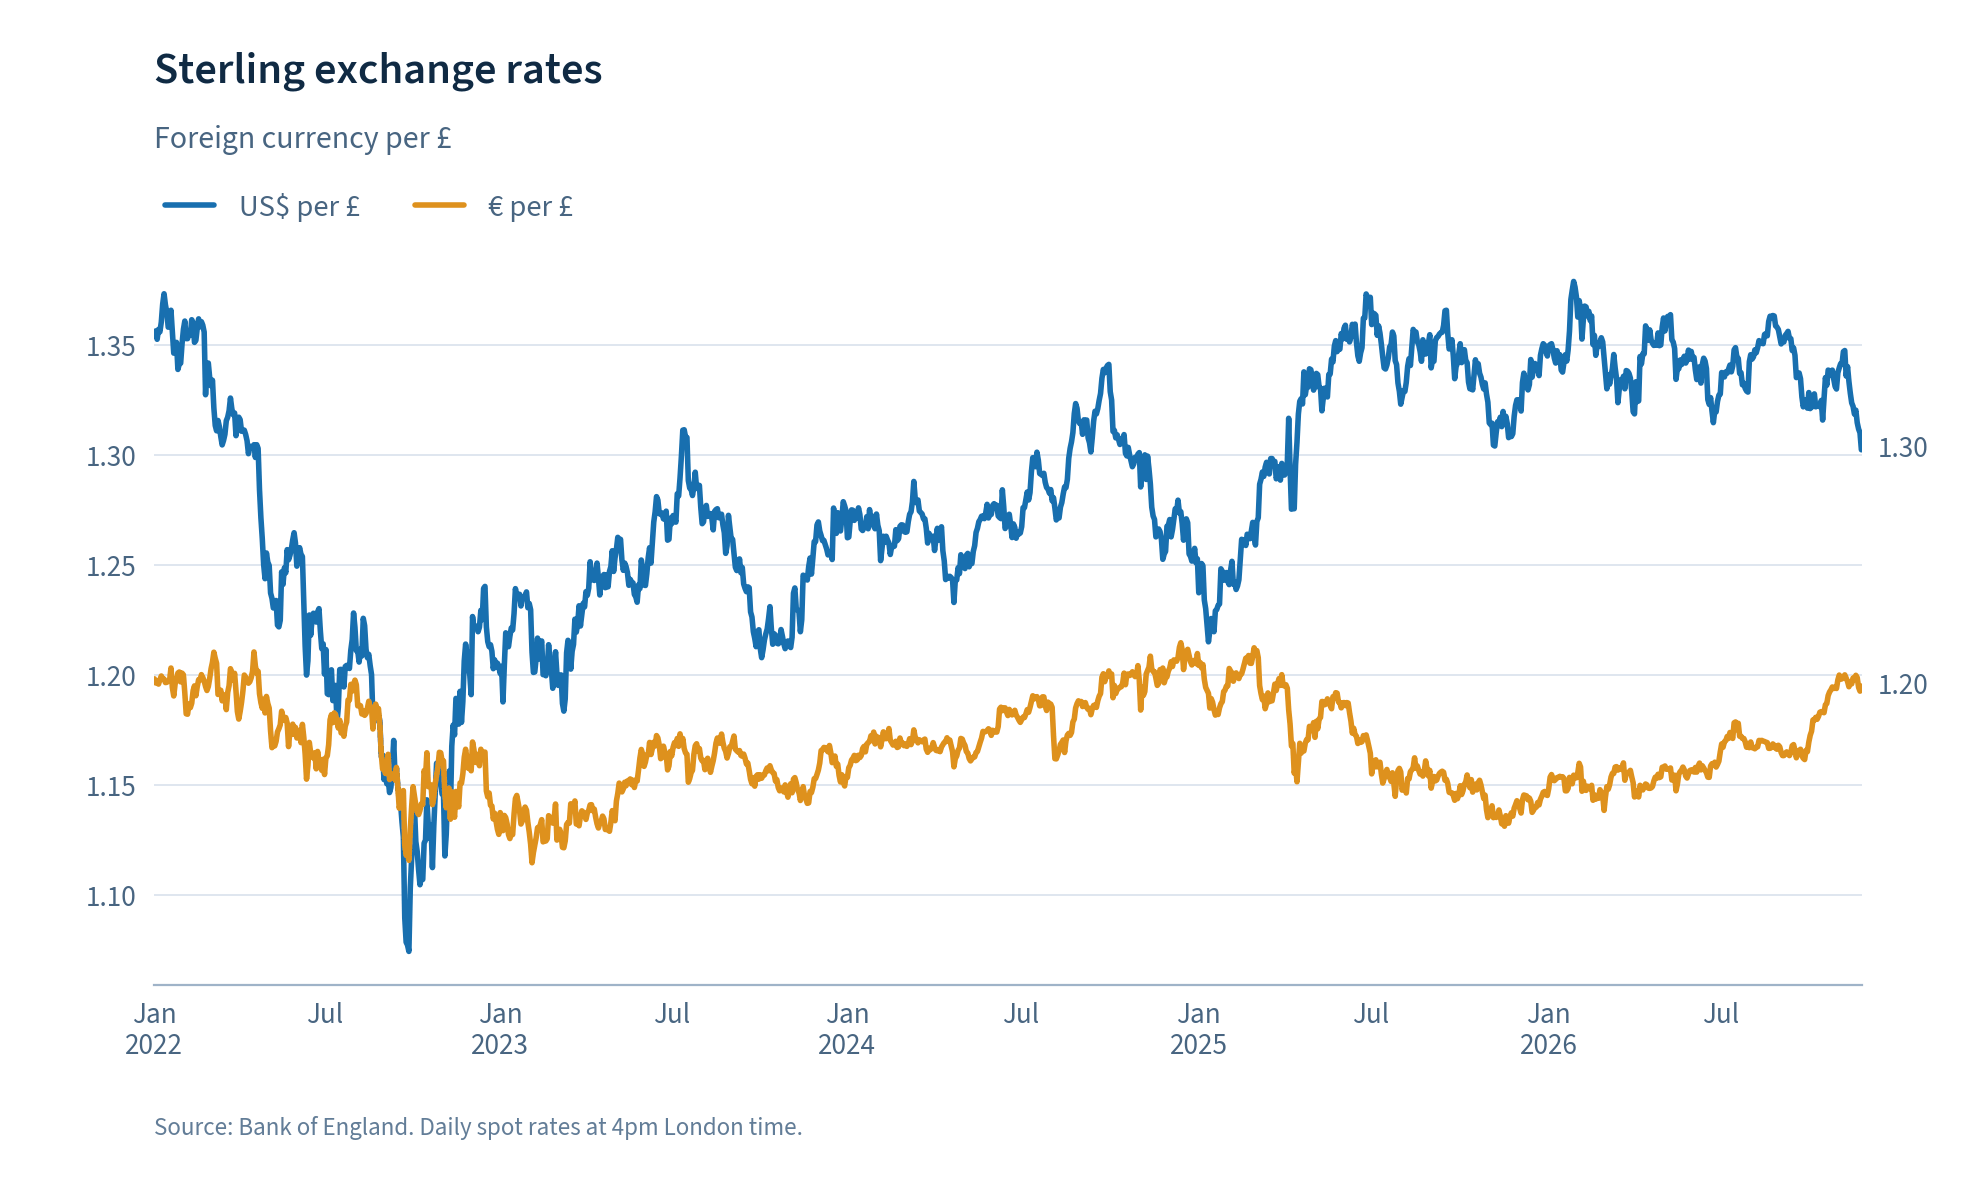 Sterling exchange rates
Foreign currency per £
US$ per £
€ per £
1.35
1.30
1.25
1.20
1.15
1.10
1.30
1.20
Jan
2022
Jul
Jan
2023
Jul
Jan
2024
Jul
Jan
2025
Jul
Jan
2026
Jul
Source: Bank of England. Daily spot rates at 4pm London time.